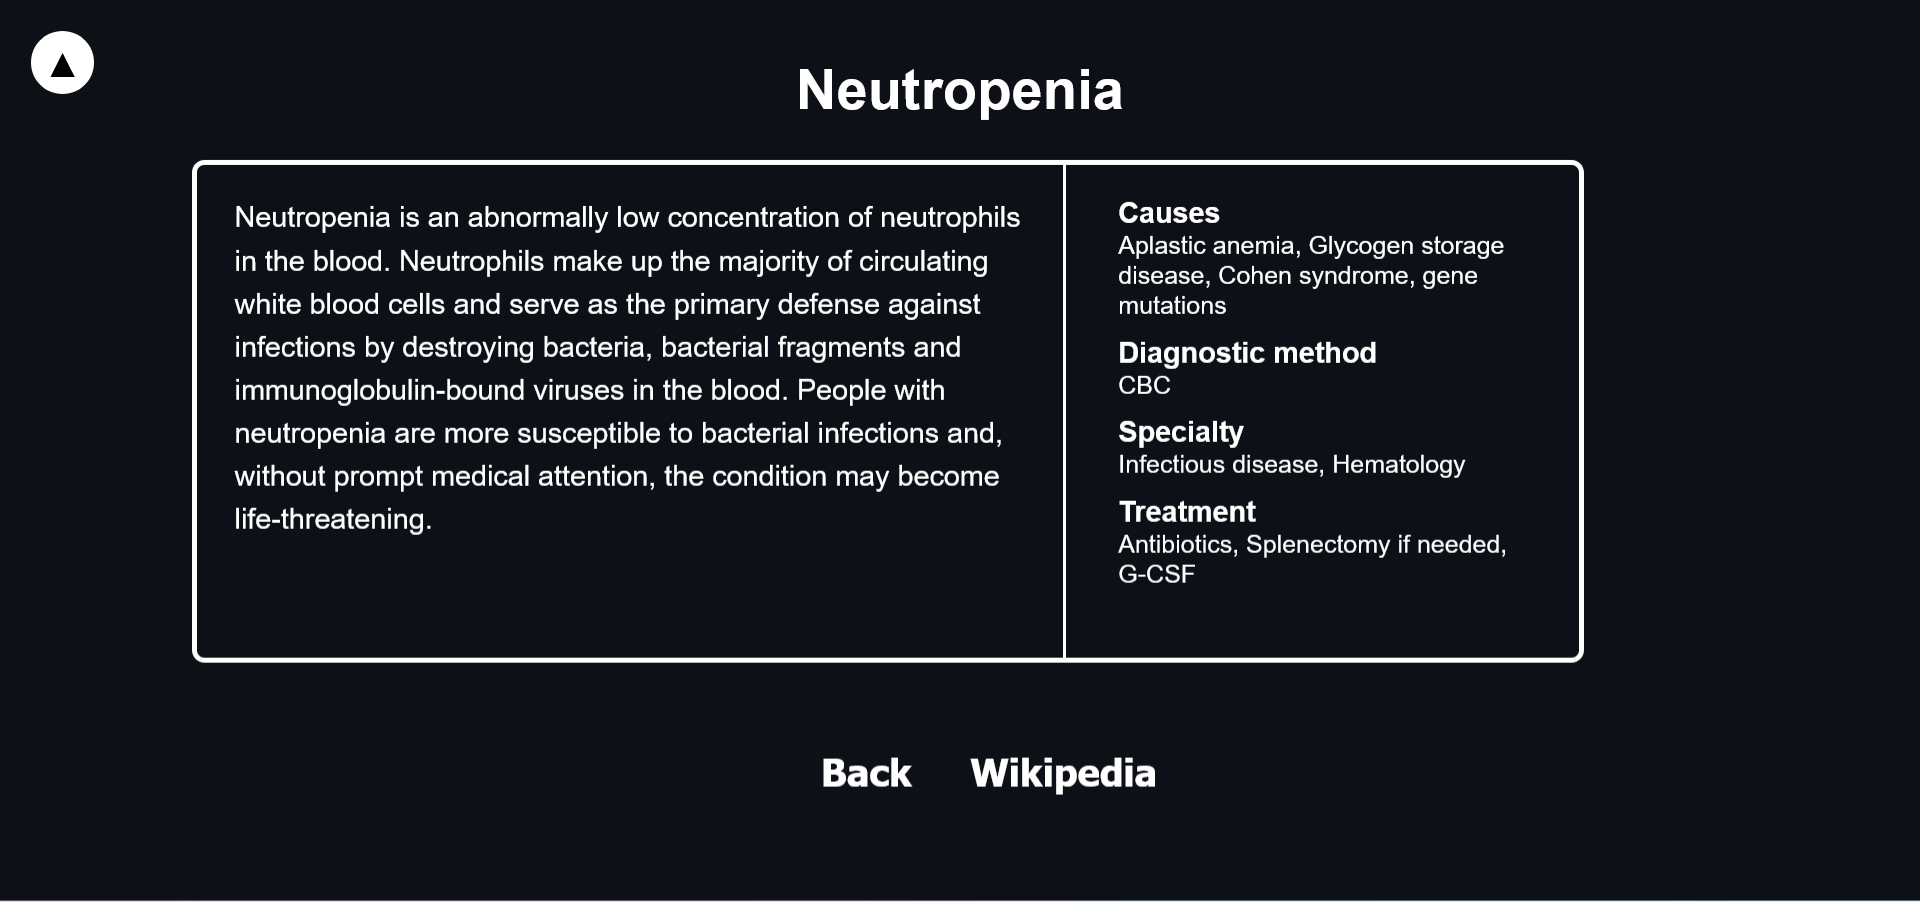 ▲
Neutropenia
Neutropenia is an abnormally low concentration of neutrophils
in the blood. Neutrophils make up the majority of circulating
white blood cells and serve as the primary defense against
infections by destroying bacteria, bacterial fragments and
immunoglobulin-bound viruses in the blood. People with
neutropenia are more susceptible to bacterial infections and,
without prompt medical attention, the condition may become
life-threatening.
Causes
Aplastic anemia, Glycogen storage
disease, Cohen syndrome, gene
mutations
Diagnostic method
CBC
Specialty
Infectious disease, Hematology
Treatment
Antibiotics, Splenectomy if needed,
G-CSF
Back Wikipedia